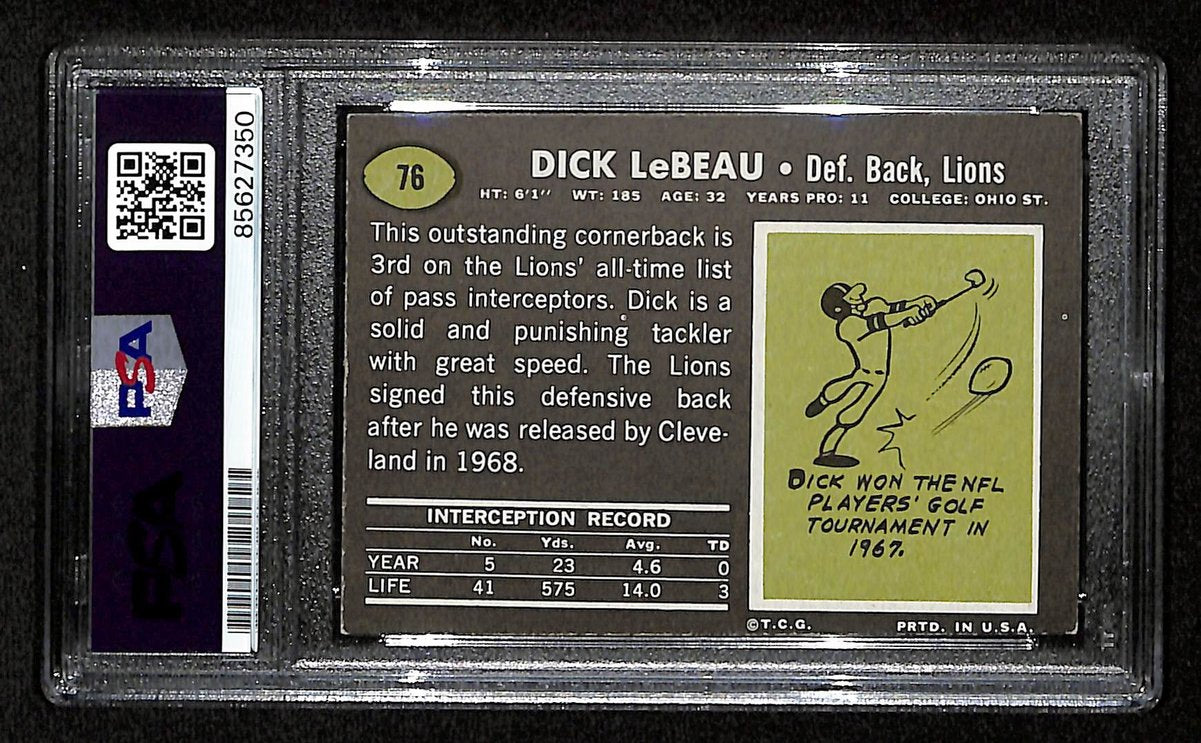 85627350
PSA
PSA
76
DICK LeBEAU • Def. Back, Lions
HT: 6'1'' WT: 185 AGE: 32 YEARS PRO: 11 COLLEGE: OHIO ST.
This outstanding cornerback is
3rd on the Lions' all-time list
of pass interceptors. Dick is a
solid and punishing tackler
with great speed. The Lions
signed this defensive back
after he was released by Cleve-
land in 1968.
INTERCEPTION RECORD
No. Yds. Avg. TD
YEAR 5 23 4.6 0
LIFE 41 575 14.0 3
DICK WON THE NFL
PLAYERS' GOLF
TOURNAMENT IN
1967.
©T.C.G. PRTD. IN U.S.A.